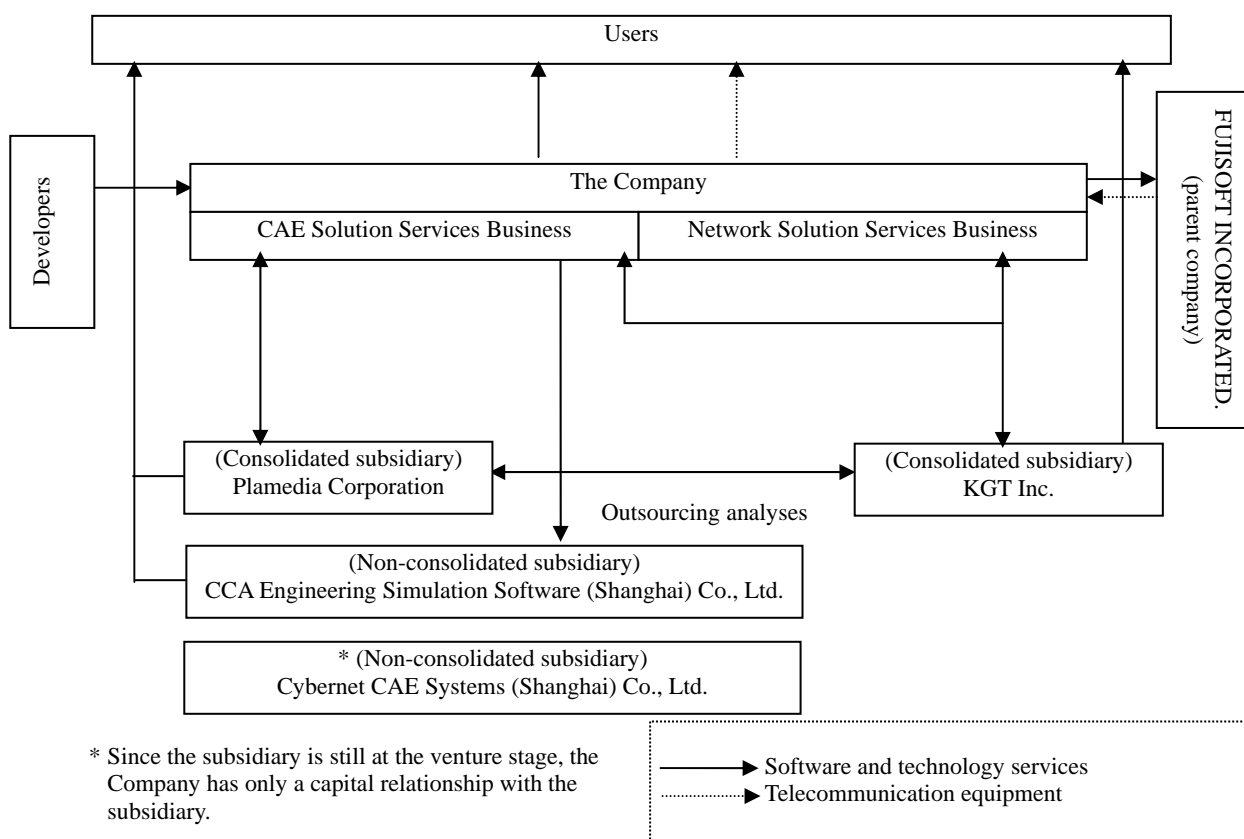 Users
Developers
The Company
CAE Solution Services Business
Network Solution Services Business
FUJISOFT INCORPORATED.
(parent company)
(Consolidated subsidiary)
Plamedia Corporation
(Consolidated subsidiary)
KGT Inc.
Outsourcing analyses
(Non-consolidated subsidiary)
CCA Engineering Simulation Software (Shanghai) Co., Ltd.
* (Non-consolidated subsidiary)
Cybernet CAE Systems (Shanghai) Co., Ltd.
* Since the subsidiary is still at the venture stage, the
Company has only a capital relationship with the
subsidiary.
Software and technology services
Telecommunication equipment